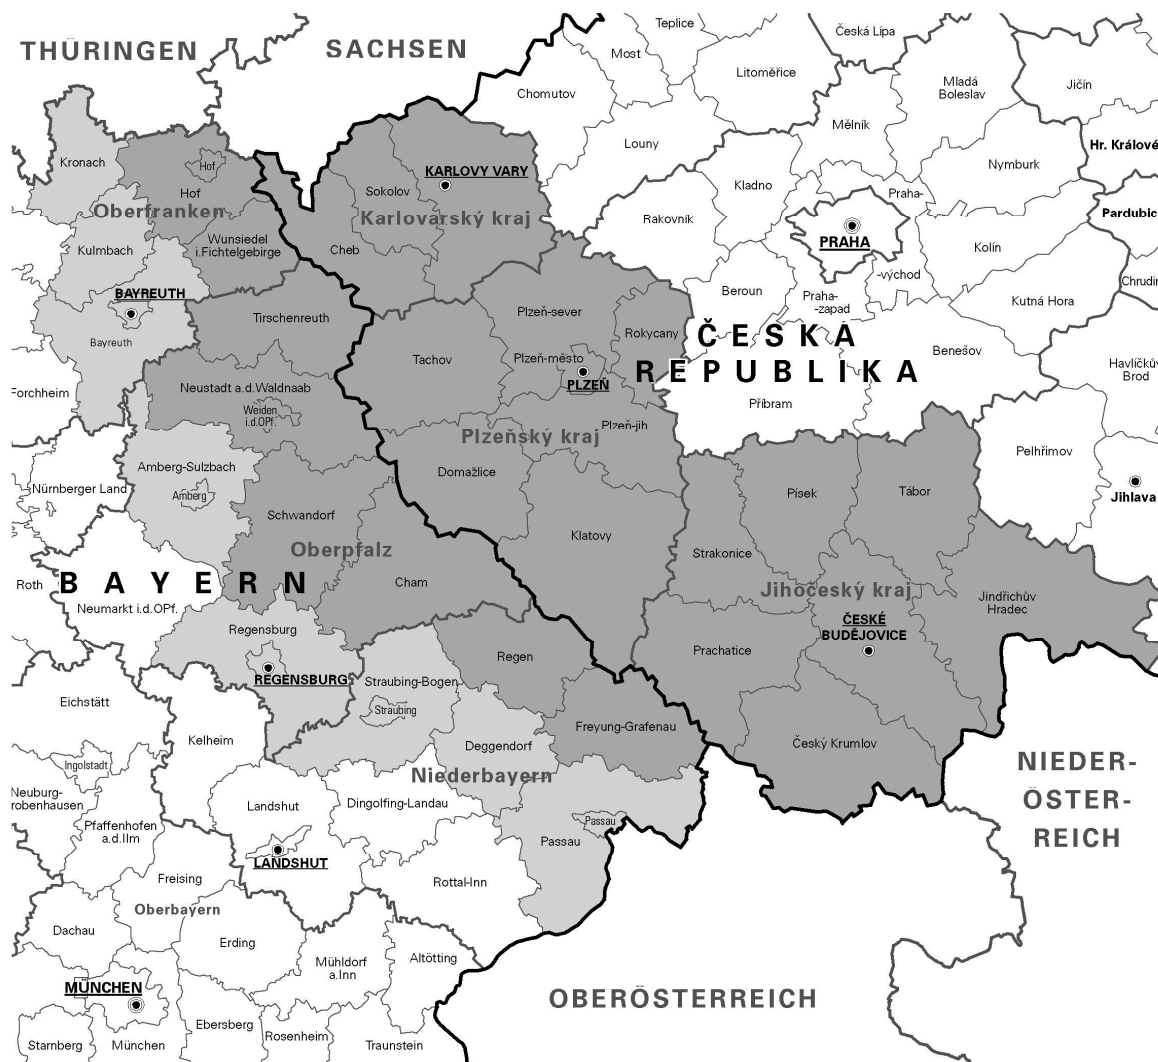 THÜRINGEN
SACHSEN
Teplice
Česká Lípa
Most
Litoměřice
Mladá
Boleslav
Jičín
Chomutov
Mělník
Kronach
Hof
Louny
Hr. Králové
Nymburk
KARLOVY VARY
Hof
Sokolov
Kladno
Praha-
Oberfranken
Karlovarský kraj
Rakovník
Pardubic
Kulmbach
Wunsiedel
i.Fichtelgebirge
Cheb
PRAHA
Kolín
-východ
Chrudin
BAYREUTH
Beroun
Praha-
-zapad
Kutná Hora
Tirschenreuth
Plzeň-sever
Rokycany
Bayreuth
ČESKÁ
REPUBLIKA
Benešov
Tachov
Plzeň-město
PLZEŇ
Havlíčkův
Brod
Forchheim
Neustadt a.d.Waldnaab
Weiden
i.d.OPf.
Příbram
Plzeň-jih
Plzeňský kraj
Pelhřimov
Amberg-Sulzbach
Domažlice
Nürnberger Land
Amberg
Písek
Tábor
Jihlava
Schwandorf
Klatovy
Oberpfalz
Strakonice
Roth
BAYERN
Cham
Jihočeský kraj
Jindřichův
Hradec
Neumarkt i.d.OPf.
ČESKÉ
BUDĚJOVICE
Regensburg
Regen
Prachatice
REGENSBURG
Straubing-Bogen
Eichstätt
Straubing
Freyung-Grafenau
Kelheim
Deggendorf
Český Krumlov
Ingolstadt
Niederbayern
NIEDER-
ÖSTER-
REICH
Neuburg-
robenhausen
Landshut
Dingolfing-Landau
Pfaffenhofen
a.d.Ilm
Passau
Passau
LANDSHUT
Freising
Rottal-Inn
Oberbayern
Dachau
Erding
Mühldorf
a.Inn
Altötting
MÜNCHEN
OBERÖSTERREICH
Ebersberg
Rosenheim
Starnberg
München
Traunstein